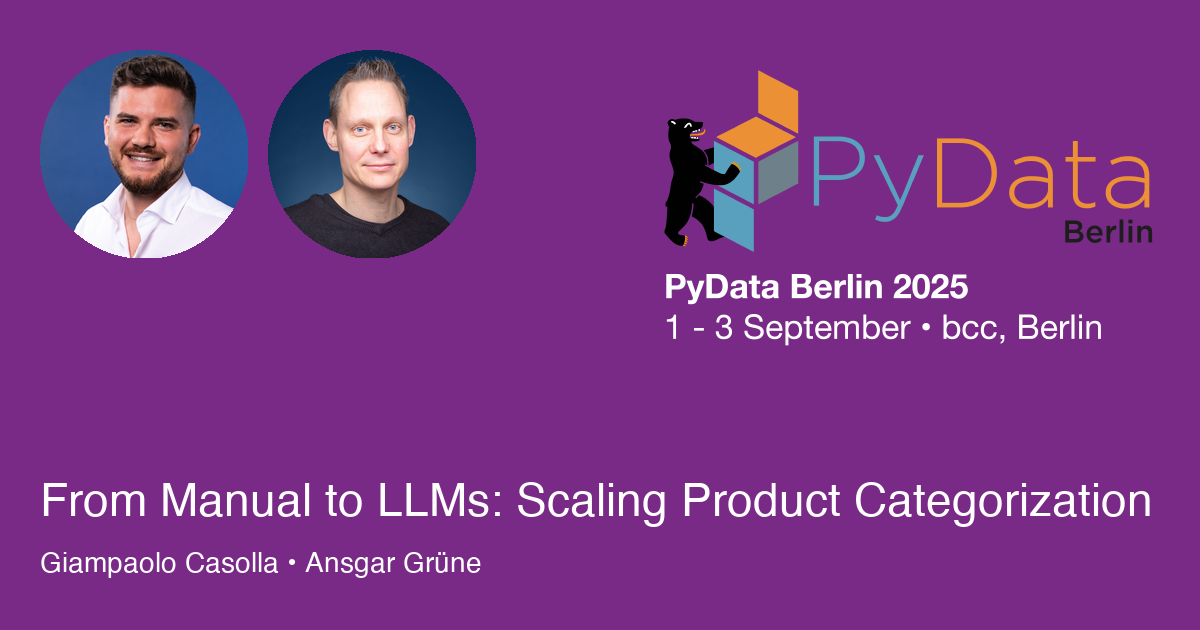 PyData
Berlin
PyData Berlin 2025
1 - 3 September • bcc, Berlin
From Manual to LLMs: Scaling Product Categorization
Giampaolo Casolla • Ansgar Grüne